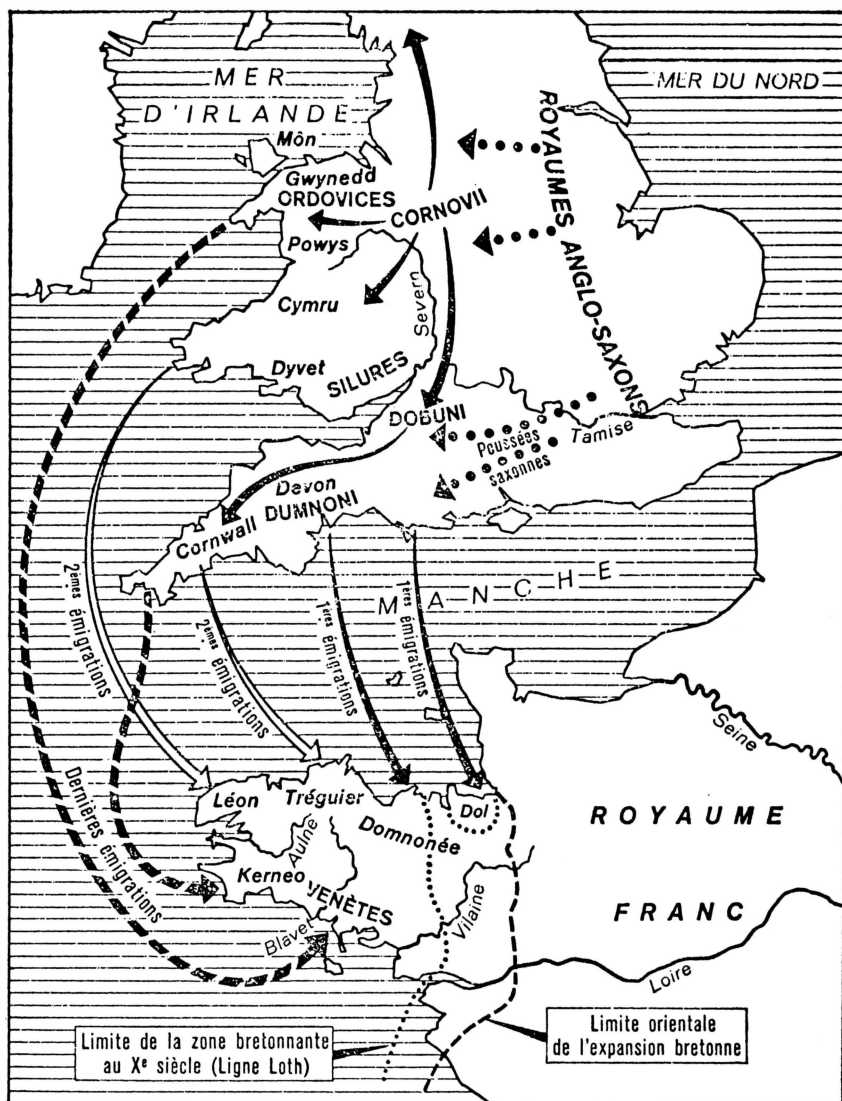 MER
D'IRLANDE
MER DU NORD
Môn
Gwynedd
ORDOVICES
CORNOVII
Powys
ROYAUMES ANGLO-SAXONS
Cymru
Severn
Dyvet
SILURES
DOBUNI
Poussées
saxonnes
Tamise
Davon
Cornwall
DUMNONI
MANCHE
2èmes émigrations
2èmes émigrations
1ères émigrations
1ères émigrations
Dernières émigrations
Seine
Léon
Tréguier
Dol
Domnonée
Aulne
Kerneo
VENÈTES
Blavet
Vilaine
ROYAUME
FRANC
Loire
Limite de la zone bretonnante
au Xe siècle (Ligne Loth)
Limite orientale
de l'expansion bretonne